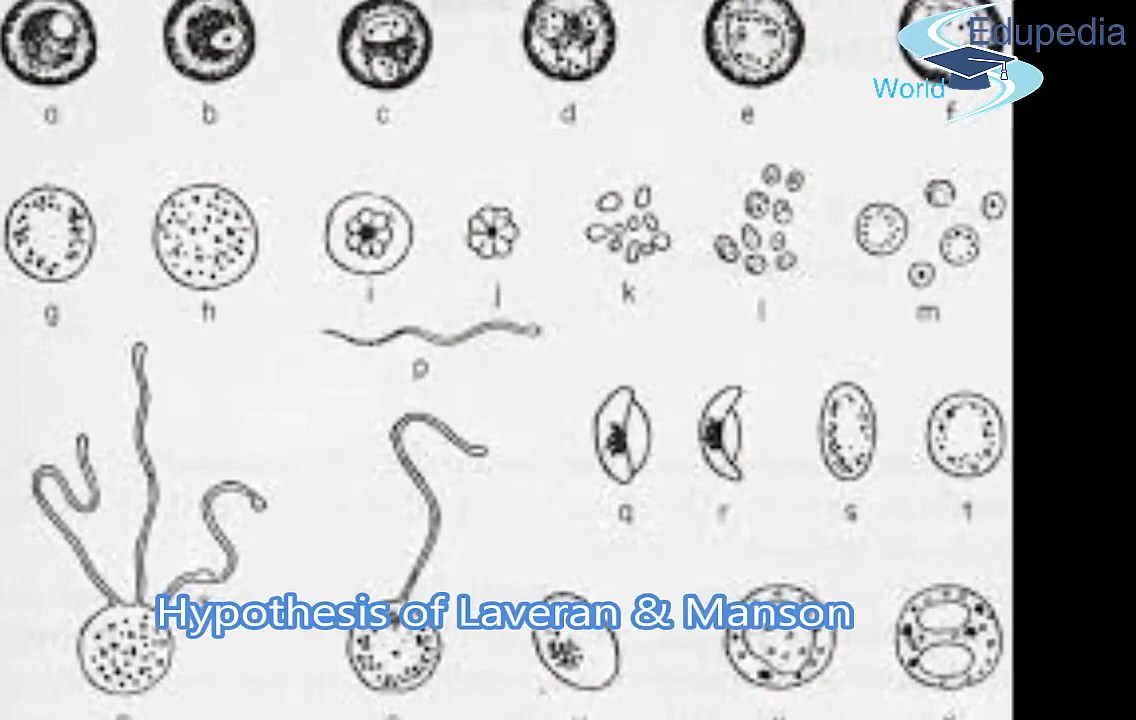 Edupedia
World
a b c d e f
g h i j k l m
p
q r s t
Hypothesis of Laveran & Manson